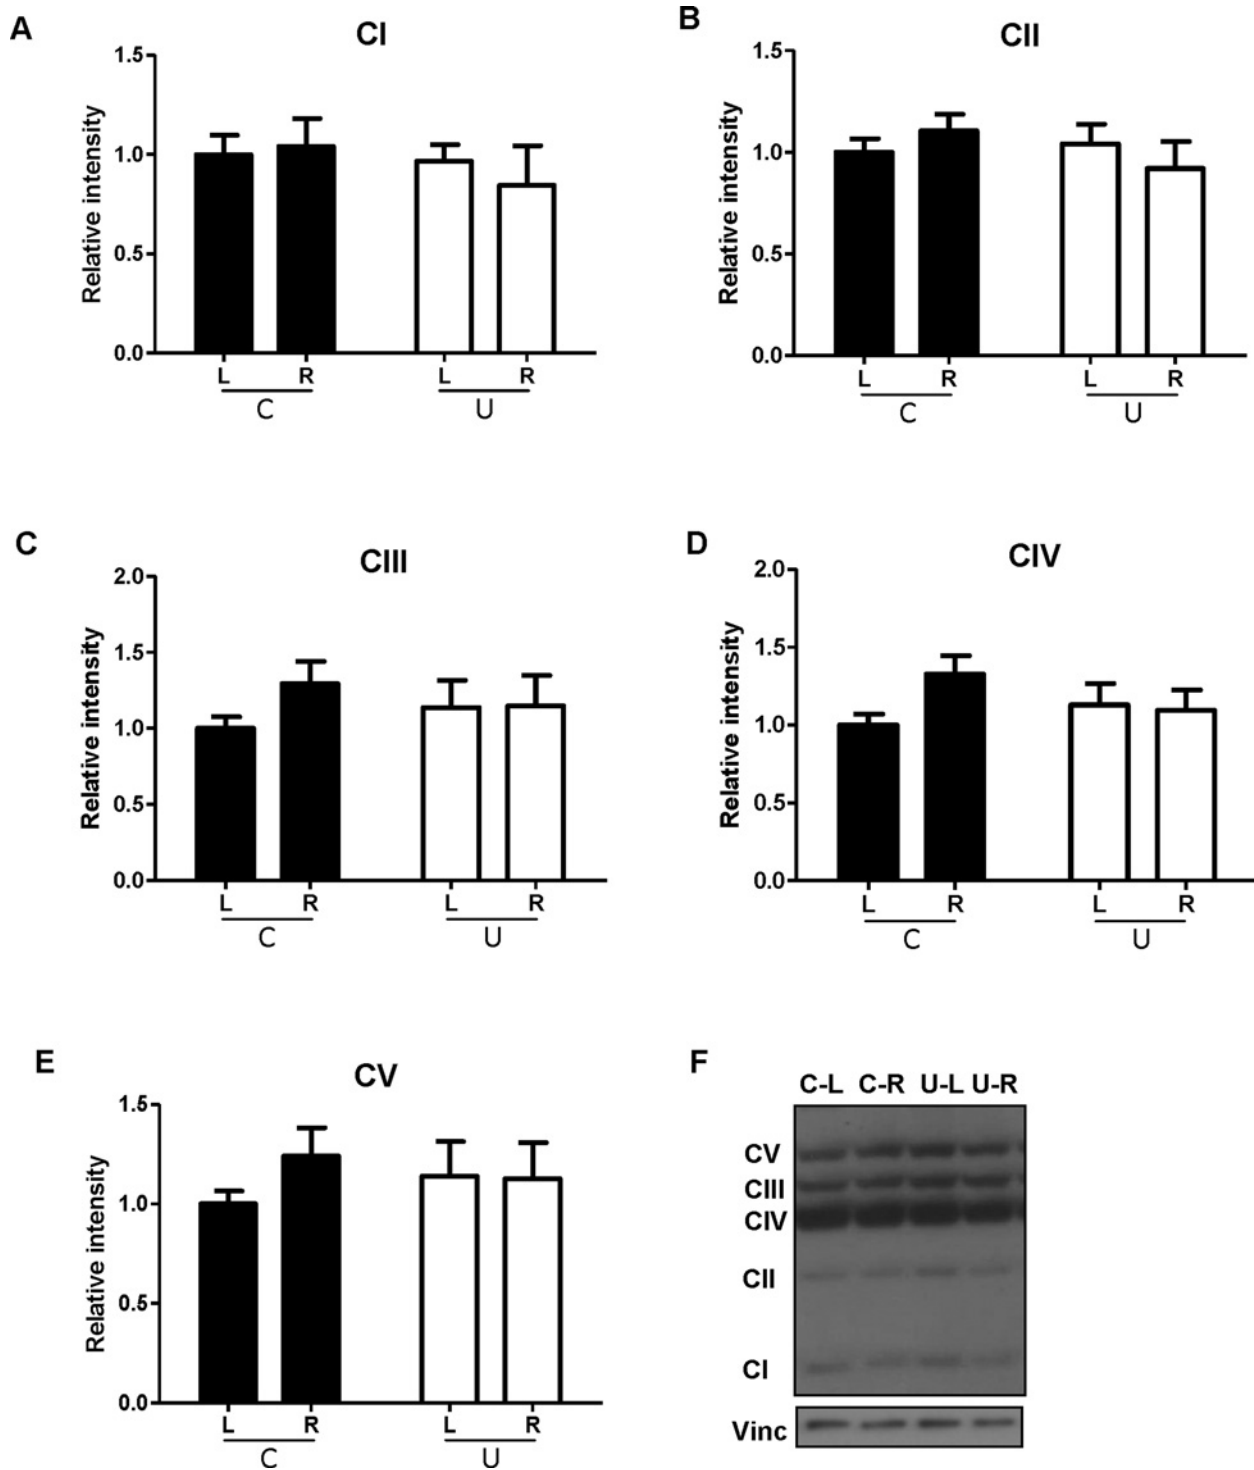 A
CI
Relative intensity
1.5
1.0
0.5
0.0
L R L R
C U
B
CII
Relative intensity
1.5
1.0
0.5
0.0
L R L R
C U
C
CIII
Relative intensity
2.0
1.5
1.0
0.5
0.0
L R L R
C U
D
CIV
Relative intensity
2.0
1.5
1.0
0.5
0.0
L R L R
C U
E
CV
Relative intensity
1.5
1.0
0.5
0.0
L R L R
C U
F
C-L C-R U-L U-R
CV
CIII
CIV
CII
CI
Vinc